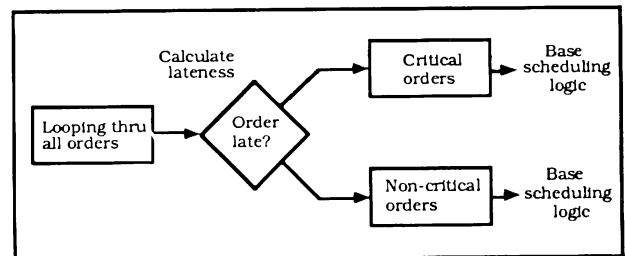 Calculate
lateness
Looping thru
all orders
Order
late?
Critical
orders
Base
scheduling
logic
Non-critical
orders
Base
scheduling
logic